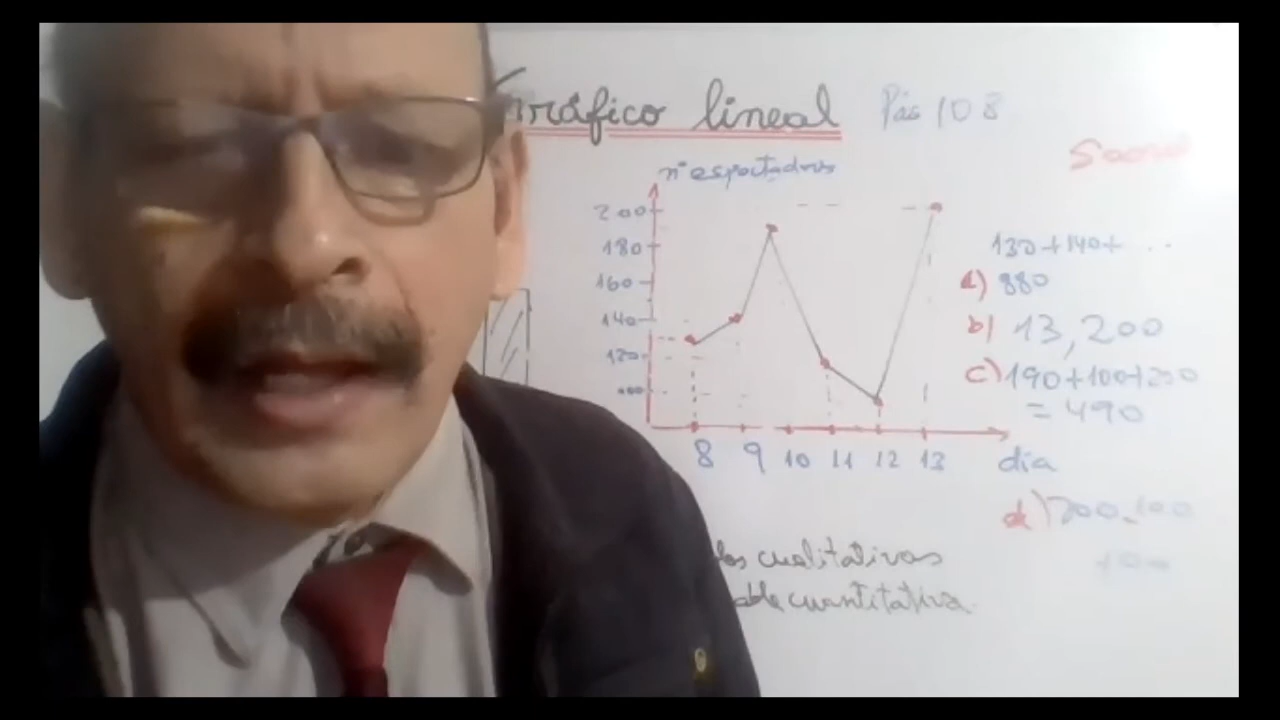 Gráfico lineal Pág 108
nº espectadores
200
180
160
140
120
100
8 9 10 11 12 13 día
130+140+ ..
a) 880
b) 13,200
c) 190+100+200
= 490
d) 200-100
100
cualitativas
cuantitativa